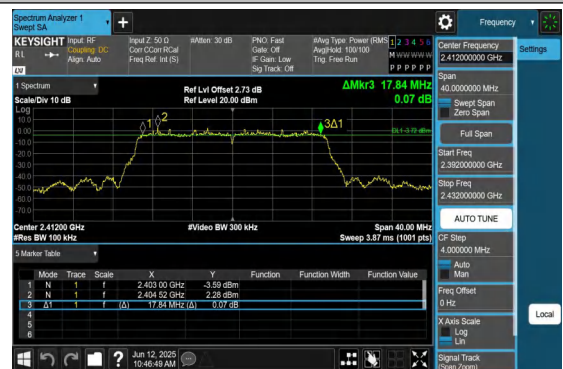 Spectrum Analyzer 1
Swept SA
Frequency
KEYSIGHT
Input: RF
Coupling: DC
Align: Auto
Input Z: 50 Ω
Corr CCorr RCal
Freq Ref: Int (S)
#Atten: 30 dB
PNO: Fast
Gate: Off
IF Gain: Low
Sig Track: Off
#Avg Type: Power (RMS
Avg|Hold: 100/100
Trig: Free Run
1 2 3 4 5 6
M W W W W W
P P P P P P
RL
LXI
Center Frequency
2.412000000 GHz
Settings
Span
40.0000000 MHz
Swept Span
Zero Span
Full Span
Start Freq
2.392000000 GHz
Stop Freq
2.432000000 GHz
AUTO TUNE
CF Step
4.000000 MHz
Auto
Man
Freq Offset
0 Hz
X Axis Scale
Log
Lin
Local
Signal Track
(Span Zoom)
1 Spectrum
Scale/Div 10 dB
Ref Lvl Offset 2.73 dB
Ref Level 20.00 dBm
ΔMkr3 17.84 MHz
0.07 dB
Log
10.0
0.00
-10.0
-20.0
-30.0
-40.0
-50.0
-60.0
-70.0
1
2
3Δ1
DL1 -3.72 dBm
Center 2.41200 GHz
#Res BW 100 kHz
#Video BW 300 kHz
Span 40.00 MHz
Sweep 3.87 ms (1001 pts)
5 Marker Table
Mode Trace Scale X Y Function Function Width Function Value
1 N 1 f 2.403 00 GHz -3.59 dBm
2 N 1 f 2.404 52 GHz 2.28 dBm
3 Δ1 1 f (Δ) 17.84 MHz (Δ) 0.07 dB
4
5
6
?
Jun 12, 2025
10:46:49 AM